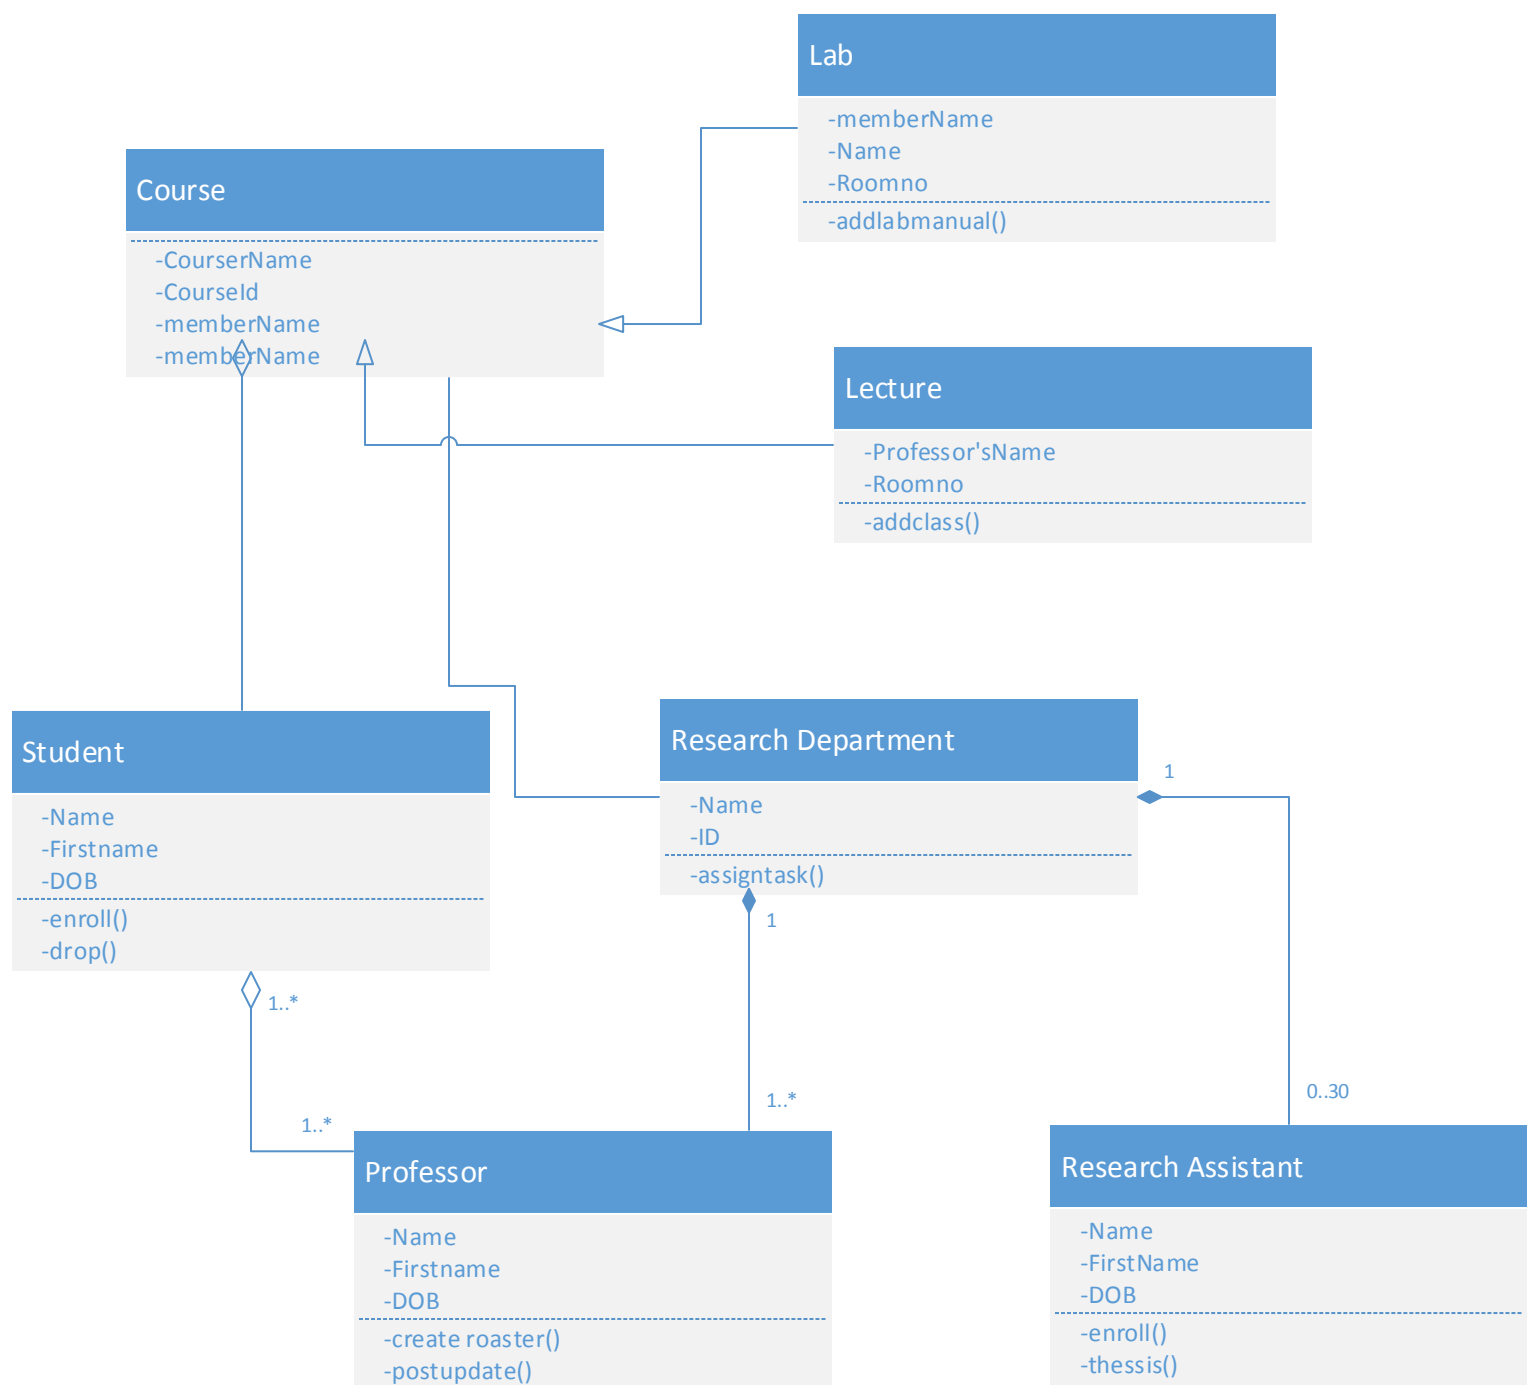 Lab
-memberName
-Name
-Roomno
-addlabmanual()
Course
-CourserName
-CourseId
-memberName
-memberName
Lecture
-Professor'sName
-Roomno
-addclass()
Student
-Name
-Firstname
-DOB
-enroll()
-drop()
1..*
1..*
Research Department
-Name
-ID
-assigntask()
1
1
1..*
0..30
Professor
-Name
-Firstname
-DOB
-create roaster()
-postupdate()
Research Assistant
-Name
-FirstName
-DOB
-enroll()
-thessis()